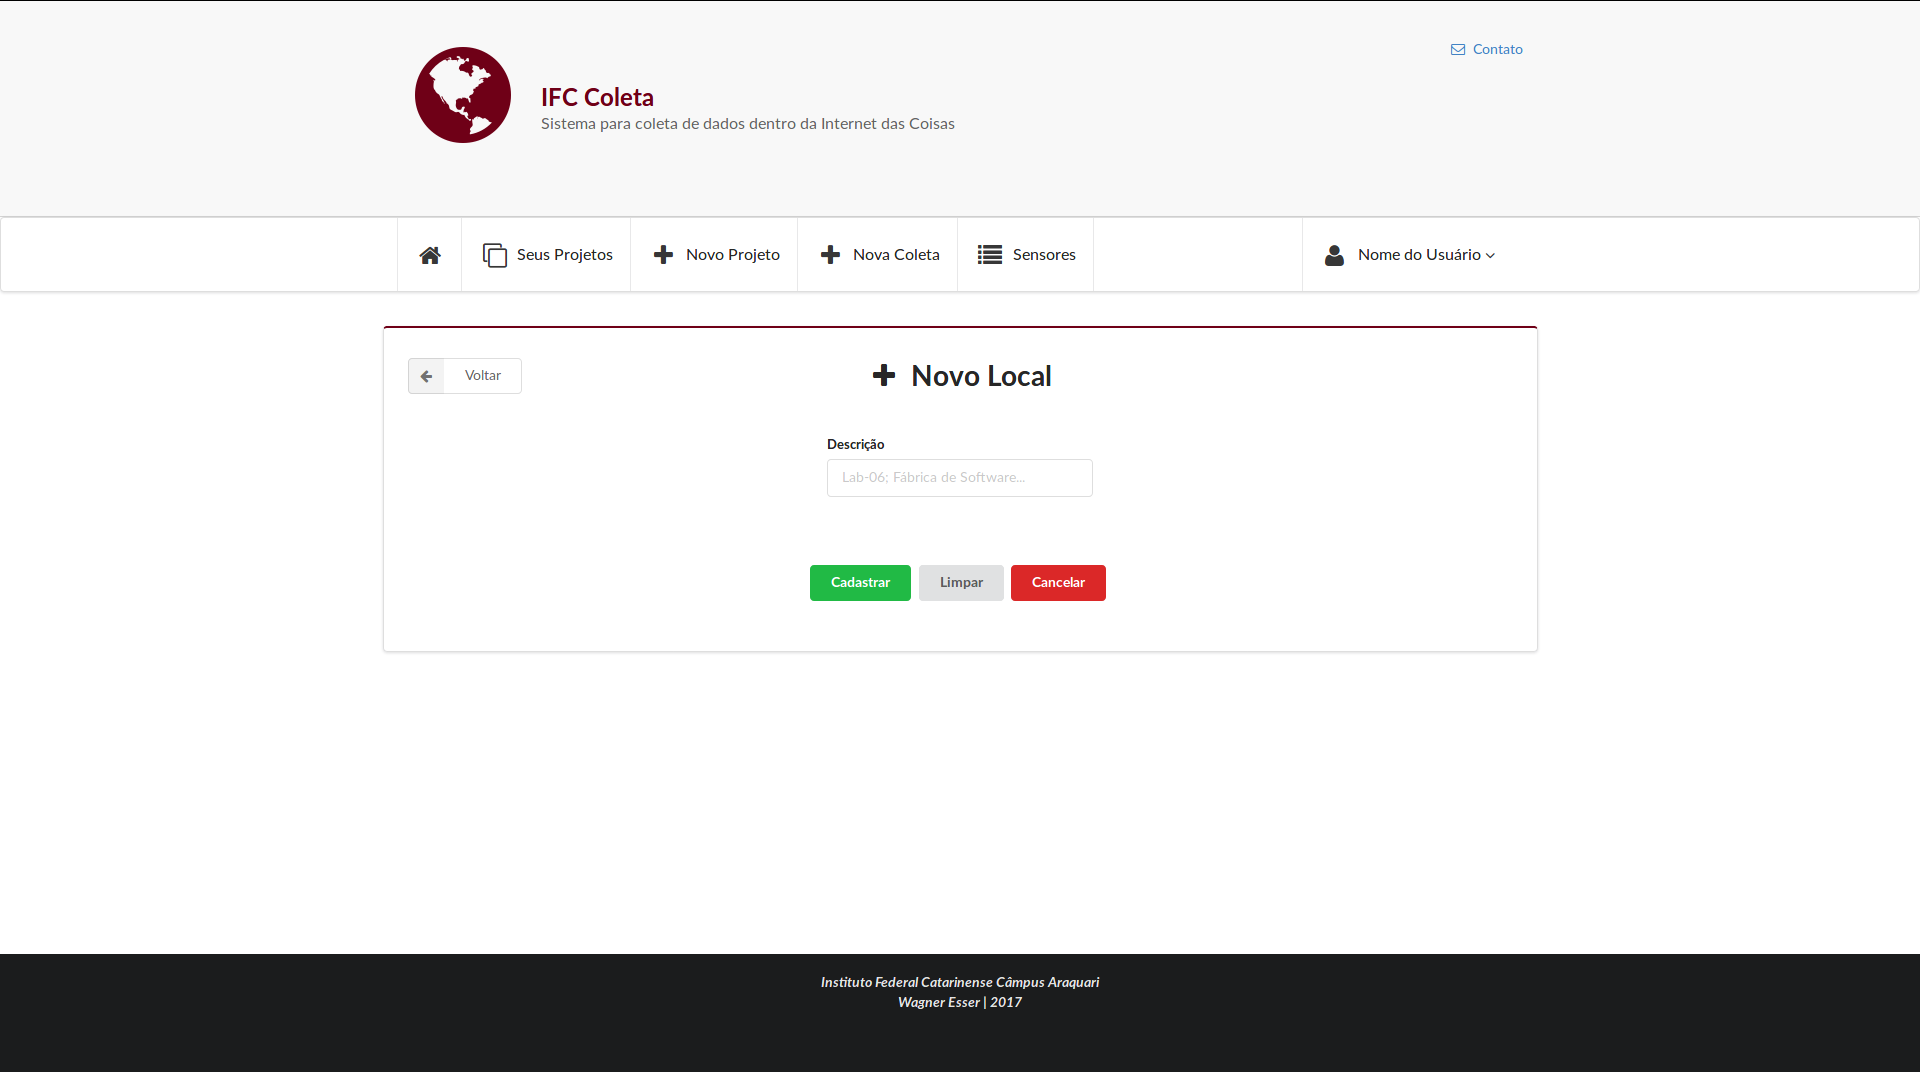 Contato
IFC Coleta
Sistema para coleta de dados dentro da Internet das Coisas
Seus Projetos
Novo Projeto
Nova Coleta
Sensores
Nome do Usuário
Voltar
Novo Local
Descrição
Lab-06; Fábrica de Software...
Cadastrar
Limpar
Cancelar
Instituto Federal Catarinense Câmpus Araquari
Wagner Esser | 2017